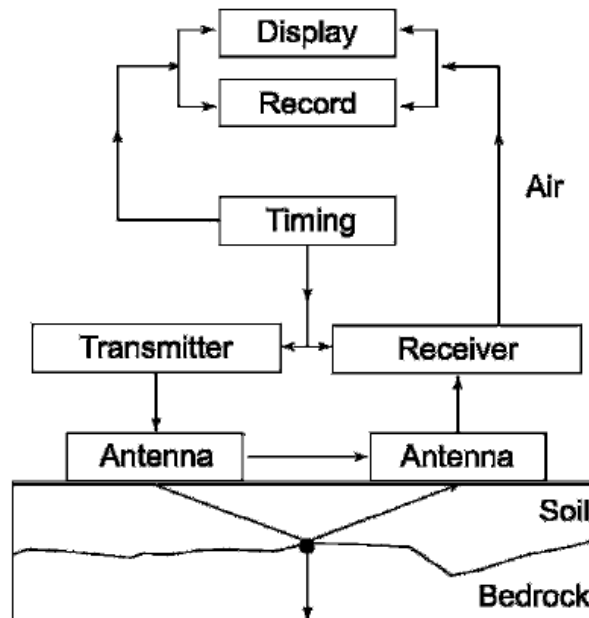 Display
Record
Air
Timing
Transmitter
Receiver
Antenna
Antenna
Soil
Bedrock